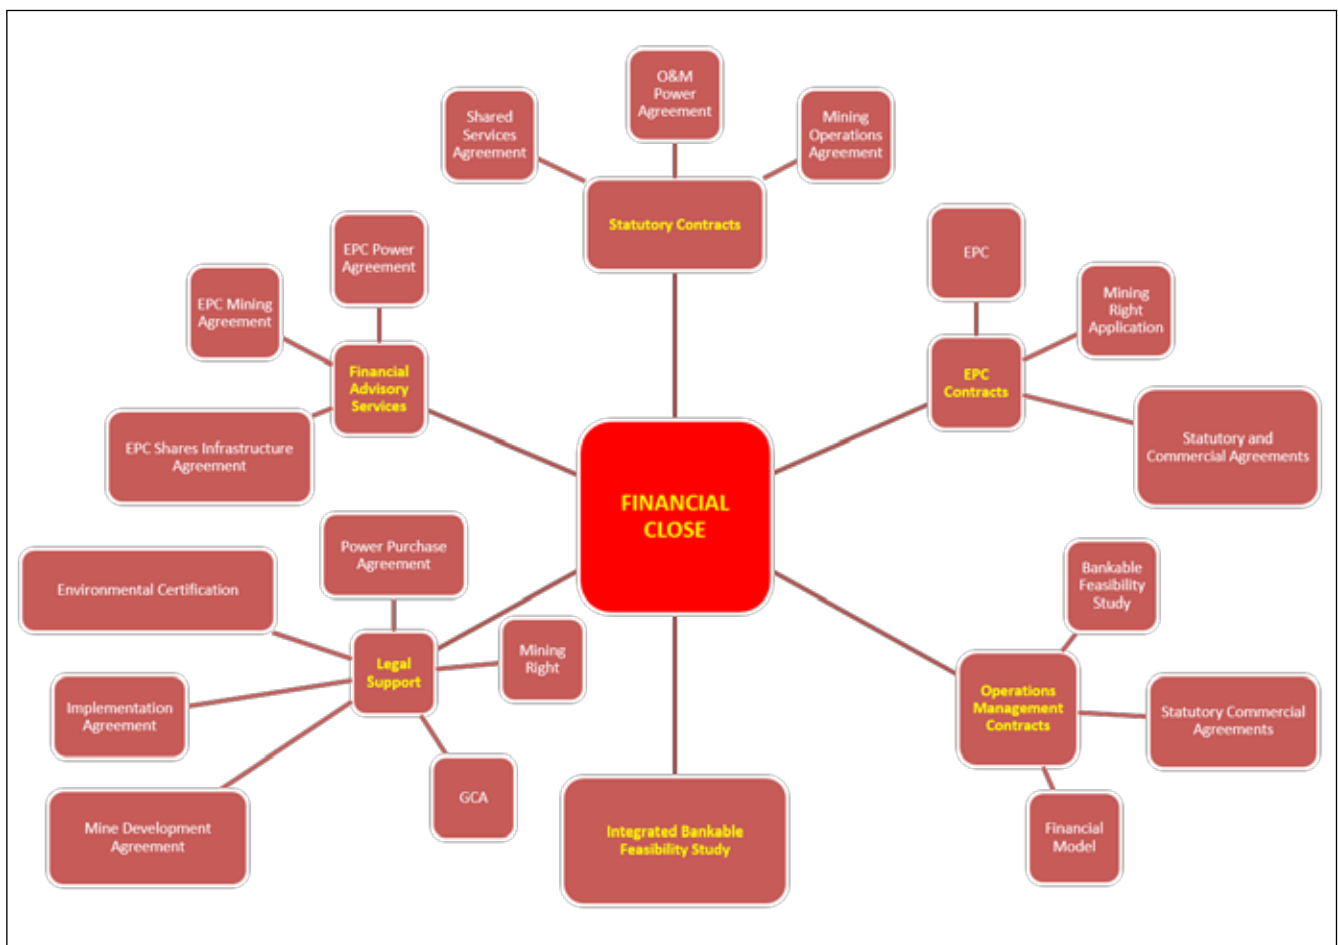 O&M
Power
Agreement
Shared
Services
Agreement
Mining
Operations
Agreement
Statutory Contracts
EPC Power
Agreement
EPC Mining
Agreement
Financial
Advisory
Services
EPC Shares Infrastructure
Agreement
EPC
Mining
Right
Application
EPC
Contracts
Statutory and
Commercial Agreements
FINANCIAL
CLOSE
Power Purchase
Agreement
Environmental Certification
Mining
Right
Legal
Support
Implementation
Agreement
GCA
Mine Development
Agreement
Integrated Bankable
Feasibility Study
Bankable
Feasibility
Study
Operations
Management
Contracts
Statutory Commercial
Agreements
Financial
Model